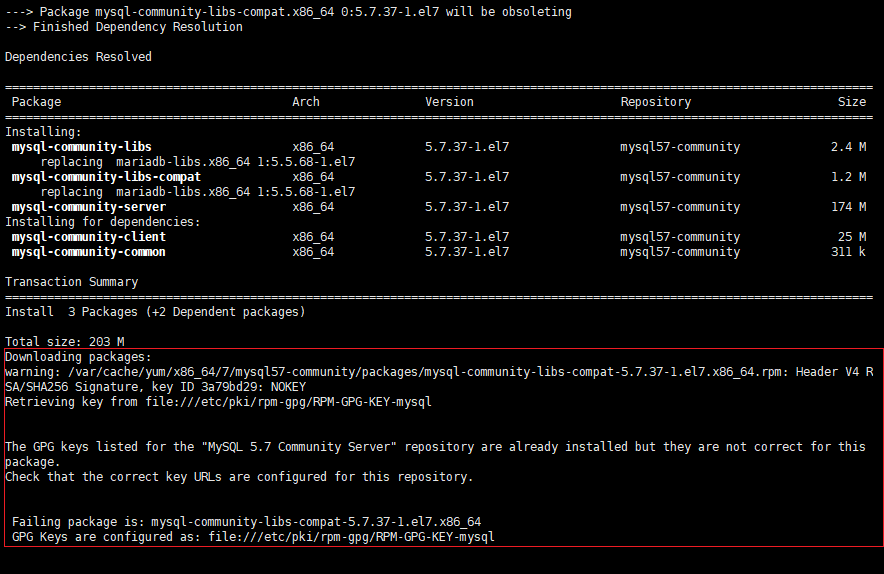 ---> Package mysql-community-libs-compat.x86_64 0:5.7.37-1.el7 will be obsoleting
--> Finished Dependency Resolution
Dependencies Resolved
================================================================================
Package Arch Version Repository Size
================================================================================
Installing:
mysql-community-libs x86_64 5.7.37-1.el7 mysql57-community 2.4 M
replacing mariadb-libs.x86_64 1:5.5.68-1.el7
mysql-community-libs-compat x86_64 5.7.37-1.el7 mysql57-community 1.2 M
replacing mariadb-libs.x86_64 1:5.5.68-1.el7
mysql-community-server x86_64 5.7.37-1.el7 mysql57-community 174 M
Installing for dependencies:
mysql-community-client x86_64 5.7.37-1.el7 mysql57-community 25 M
mysql-community-common x86_64 5.7.37-1.el7 mysql57-community 311 k
Transaction Summary
================================================================================
Install 3 Packages (+2 Dependent packages)
Total size: 203 M
Downloading packages:
warning: /var/cache/yum/x86_64/7/mysql57-community/packages/mysql-community-libs-compat-5.7.37-1.el7.x86_64.rpm: Header V4 R
SA/SHA256 Signature, key ID 3a79bd29: NOKEY
Retrieving key from file:///etc/pki/rpm-gpg/RPM-GPG-KEY-mysql
The GPG keys listed for the "MySQL 5.7 Community Server" repository are already installed but they are not correct for this
package.
Check that the correct key URLs are configured for this repository.
Failing package is: mysql-community-libs-compat-5.7.37-1.el7.x86_64
GPG Keys are configured as: file:///etc/pki/rpm-gpg/RPM-GPG-KEY-mysql